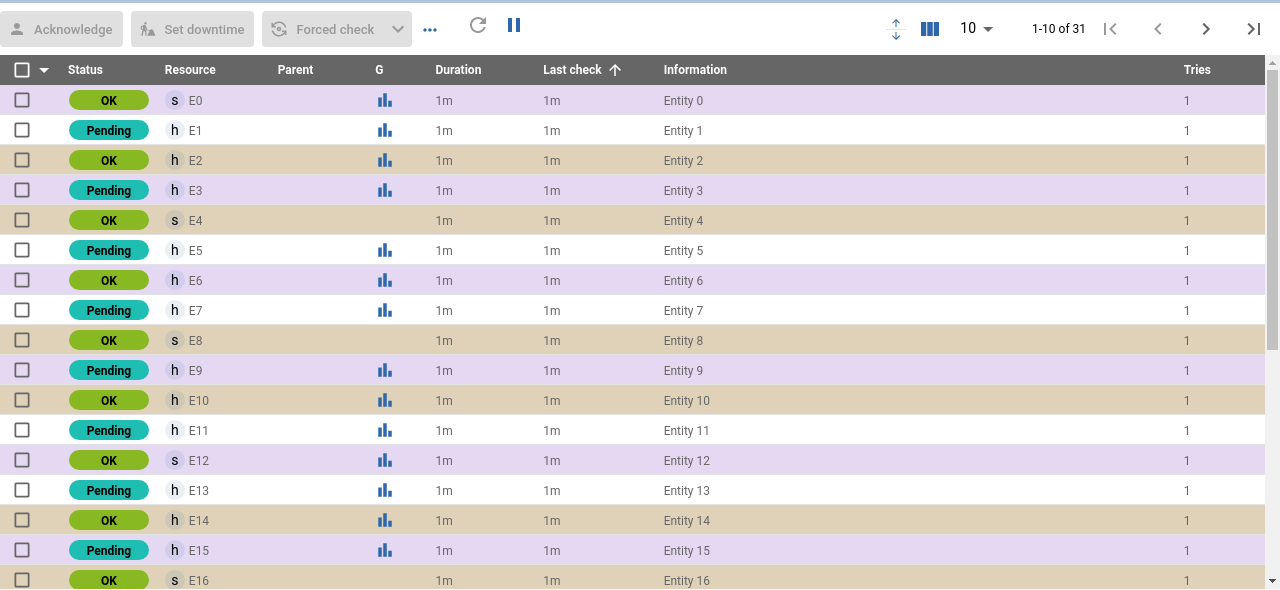 Acknowledge Set downtime Forced check 10 1-10 of 31
Status Resource Parent G Duration Last check Information Tries
OK s E0 1m 1m Entity 0 1
Pending h E1 1m 1m Entity 1 1
OK h E2 1m 1m Entity 2 1
Pending h E3 1m 1m Entity 3 1
OK s E4 1m 1m Entity 4 1
Pending h E5 1m 1m Entity 5 1
OK h E6 1m 1m Entity 6 1
Pending h E7 1m 1m Entity 7 1
OK s E8 1m 1m Entity 8 1
Pending h E9 1m 1m Entity 9 1
OK h E10 1m 1m Entity 10 1
Pending h E11 1m 1m Entity 11 1
OK s E12 1m 1m Entity 12 1
Pending h E13 1m 1m Entity 13 1
OK h E14 1m 1m Entity 14 1
Pending h E15 1m 1m Entity 15 1
OK s E16 1m 1m Entity 16 1